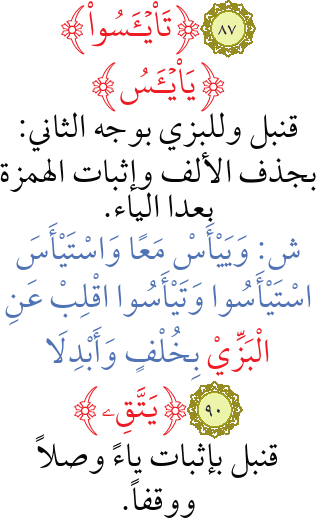 ٨٧ ﴿تَاْيْـَٔسُواْ﴾
﴿يَاْيْـَٔسُ﴾
قنبل وللبزي بوجه الثاني:
بجذف الألف وإثبات الهمزة
بعدا الياء.
ش: وَيَيْأَسْ مَعًا وَاسْتَيْأَسَ
اسْتَيْأَسُوا وَتَيْأَسُوا اقْلِبْ عَنِ
الْبَزِّيْ بِخُلْفٍ وَأَبْدِلَا
٩٠ ﴿يَتَّقِے﴾
قنبل بإثبات ياءً وصلاً
ووقفاً.